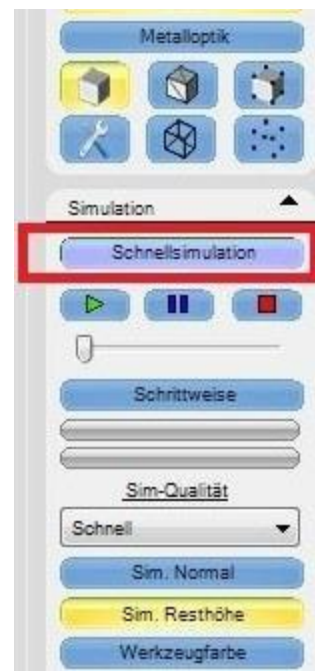 Metalloptik
Simulation
Schnellsimulation
Schrittweise
Sim-Qualität
Schnell
Sim. Normal
Sim. Resthöhe
Werkzeugfarbe